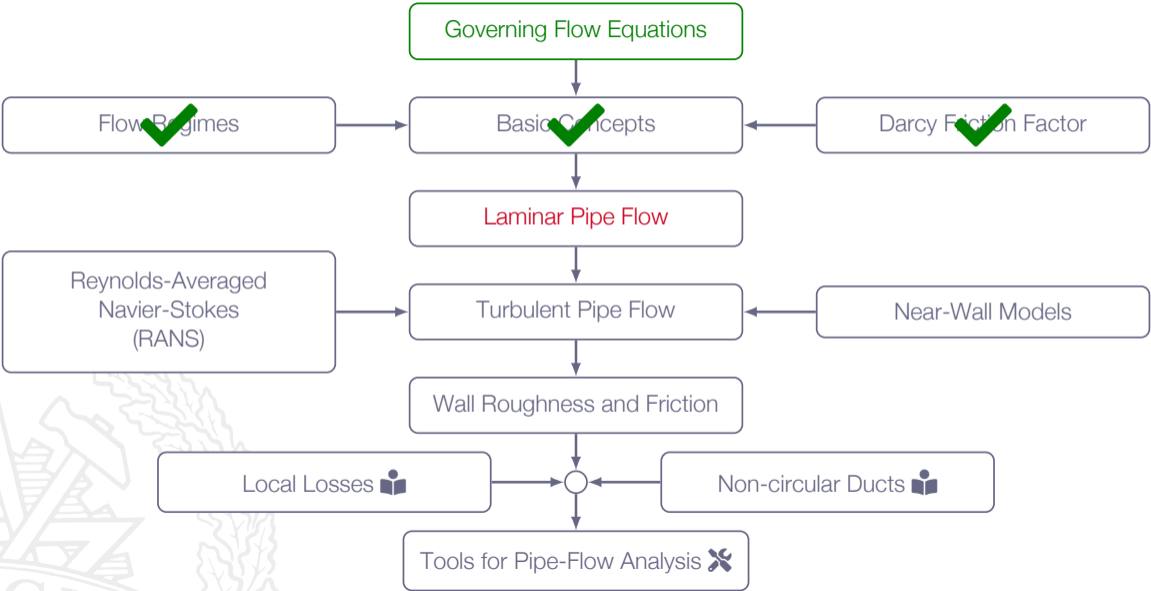 Governing Flow Equations
Flow Regimes
Basic Concepts
Darcy Friction Factor
Laminar Pipe Flow
Reynolds-Averaged
Navier-Stokes
(RANS)
Turbulent Pipe Flow
Near-Wall Models
Wall Roughness and Friction
Local Losses
Non-circular Ducts
Tools for Pipe-Flow Analysis